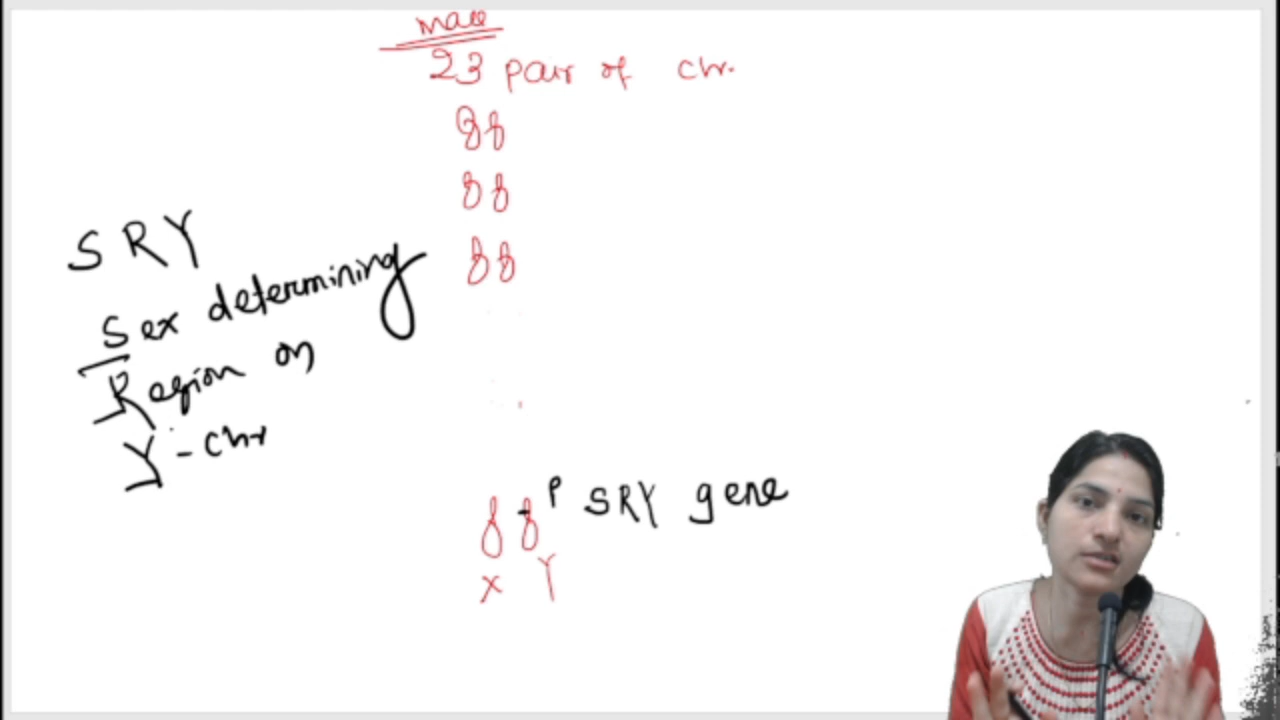 male
23 pair of chr.
SRY
Sex determining
Region on
Y-chr
P SRY gene
X Y